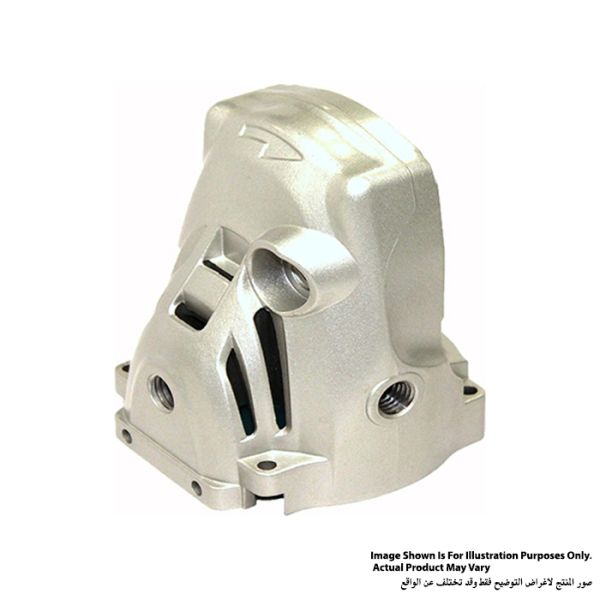 Image Shown Is For Illustration Purposes Only.
Actual Product May Vary
صور المنتج لاغراض التوضيح فقط وقد تختلف عن الواقع